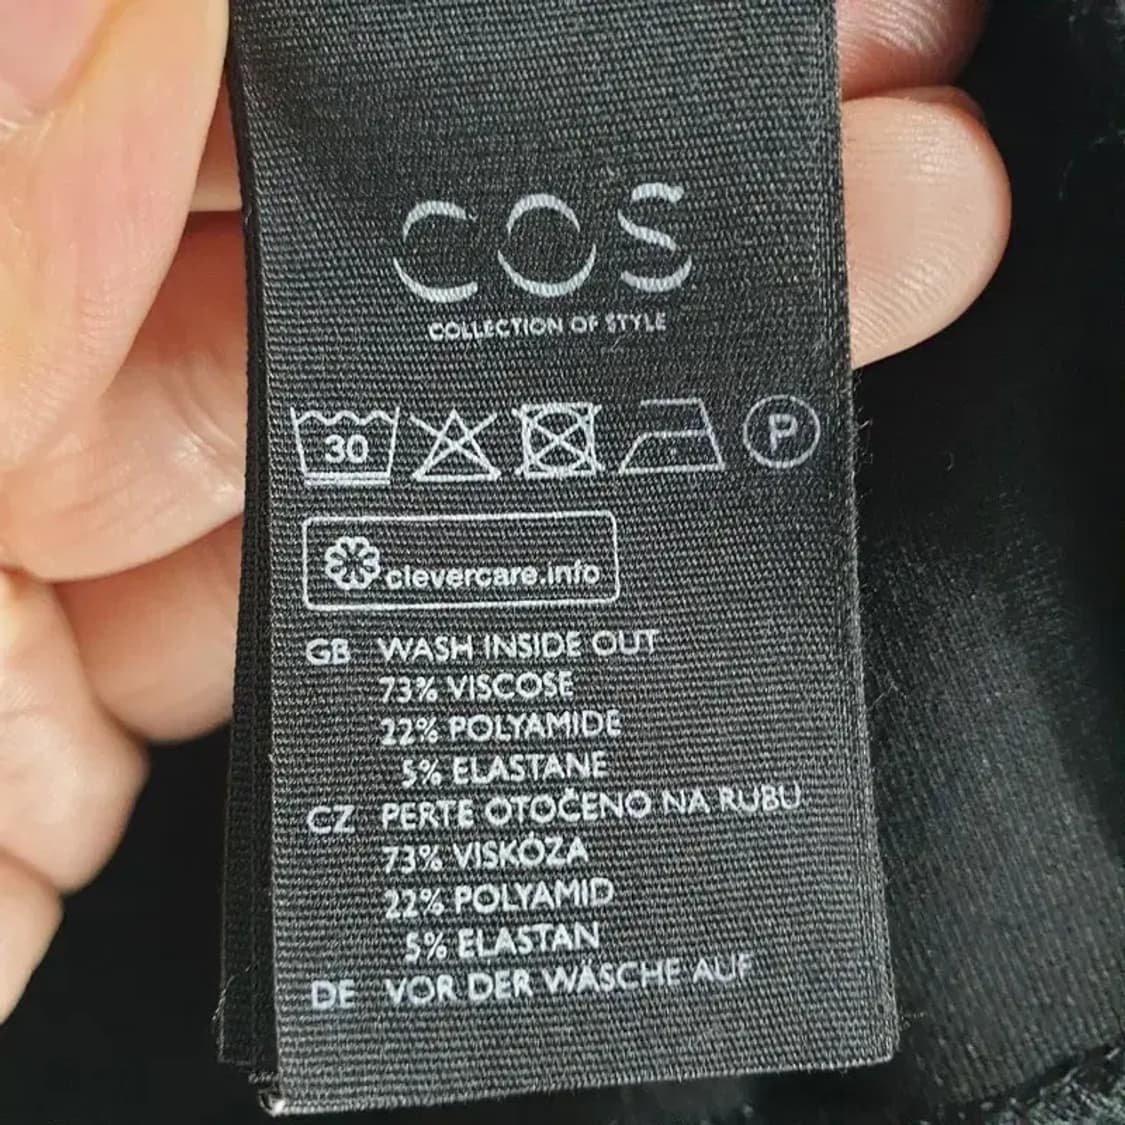 COS
COLLECTION OF STYLE
30 P
clevercare.info
GB WASH INSIDE OUT
73% VISCOSE
22% POLYAMIDE
5% ELASTANE
CZ PERTE OTOČENO NA RUBU
73% VISKÓZA
22% POLYAMID
5% ELASTAN
DE VOR DER WÄSCHE AUF